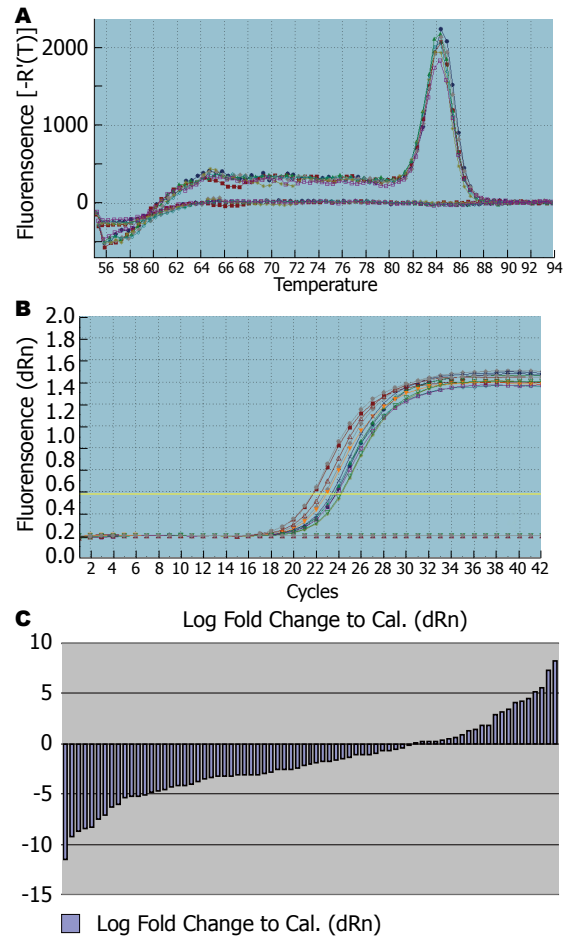 A
Fluorensoence [-R'(T)]
2000
1000
0
56 58 60 62 64 66 68 70 72 74 76 78 80 82 84 86 88 90 92 94
Temperature
B
Fluorensoence (dRn)
2.0
1.8
1.6
1.4
1.2
1.0
0.8
0.6
0.4
0.2
0.0
2 4 6 8 10 12 14 16 18 20 22 24 26 28 30 32 34 36 38 40 42
Cycles
C
Log Fold Change to Cal. (dRn)
10
5
0
-5
-10
-15
Log Fold Change to Cal. (dRn)